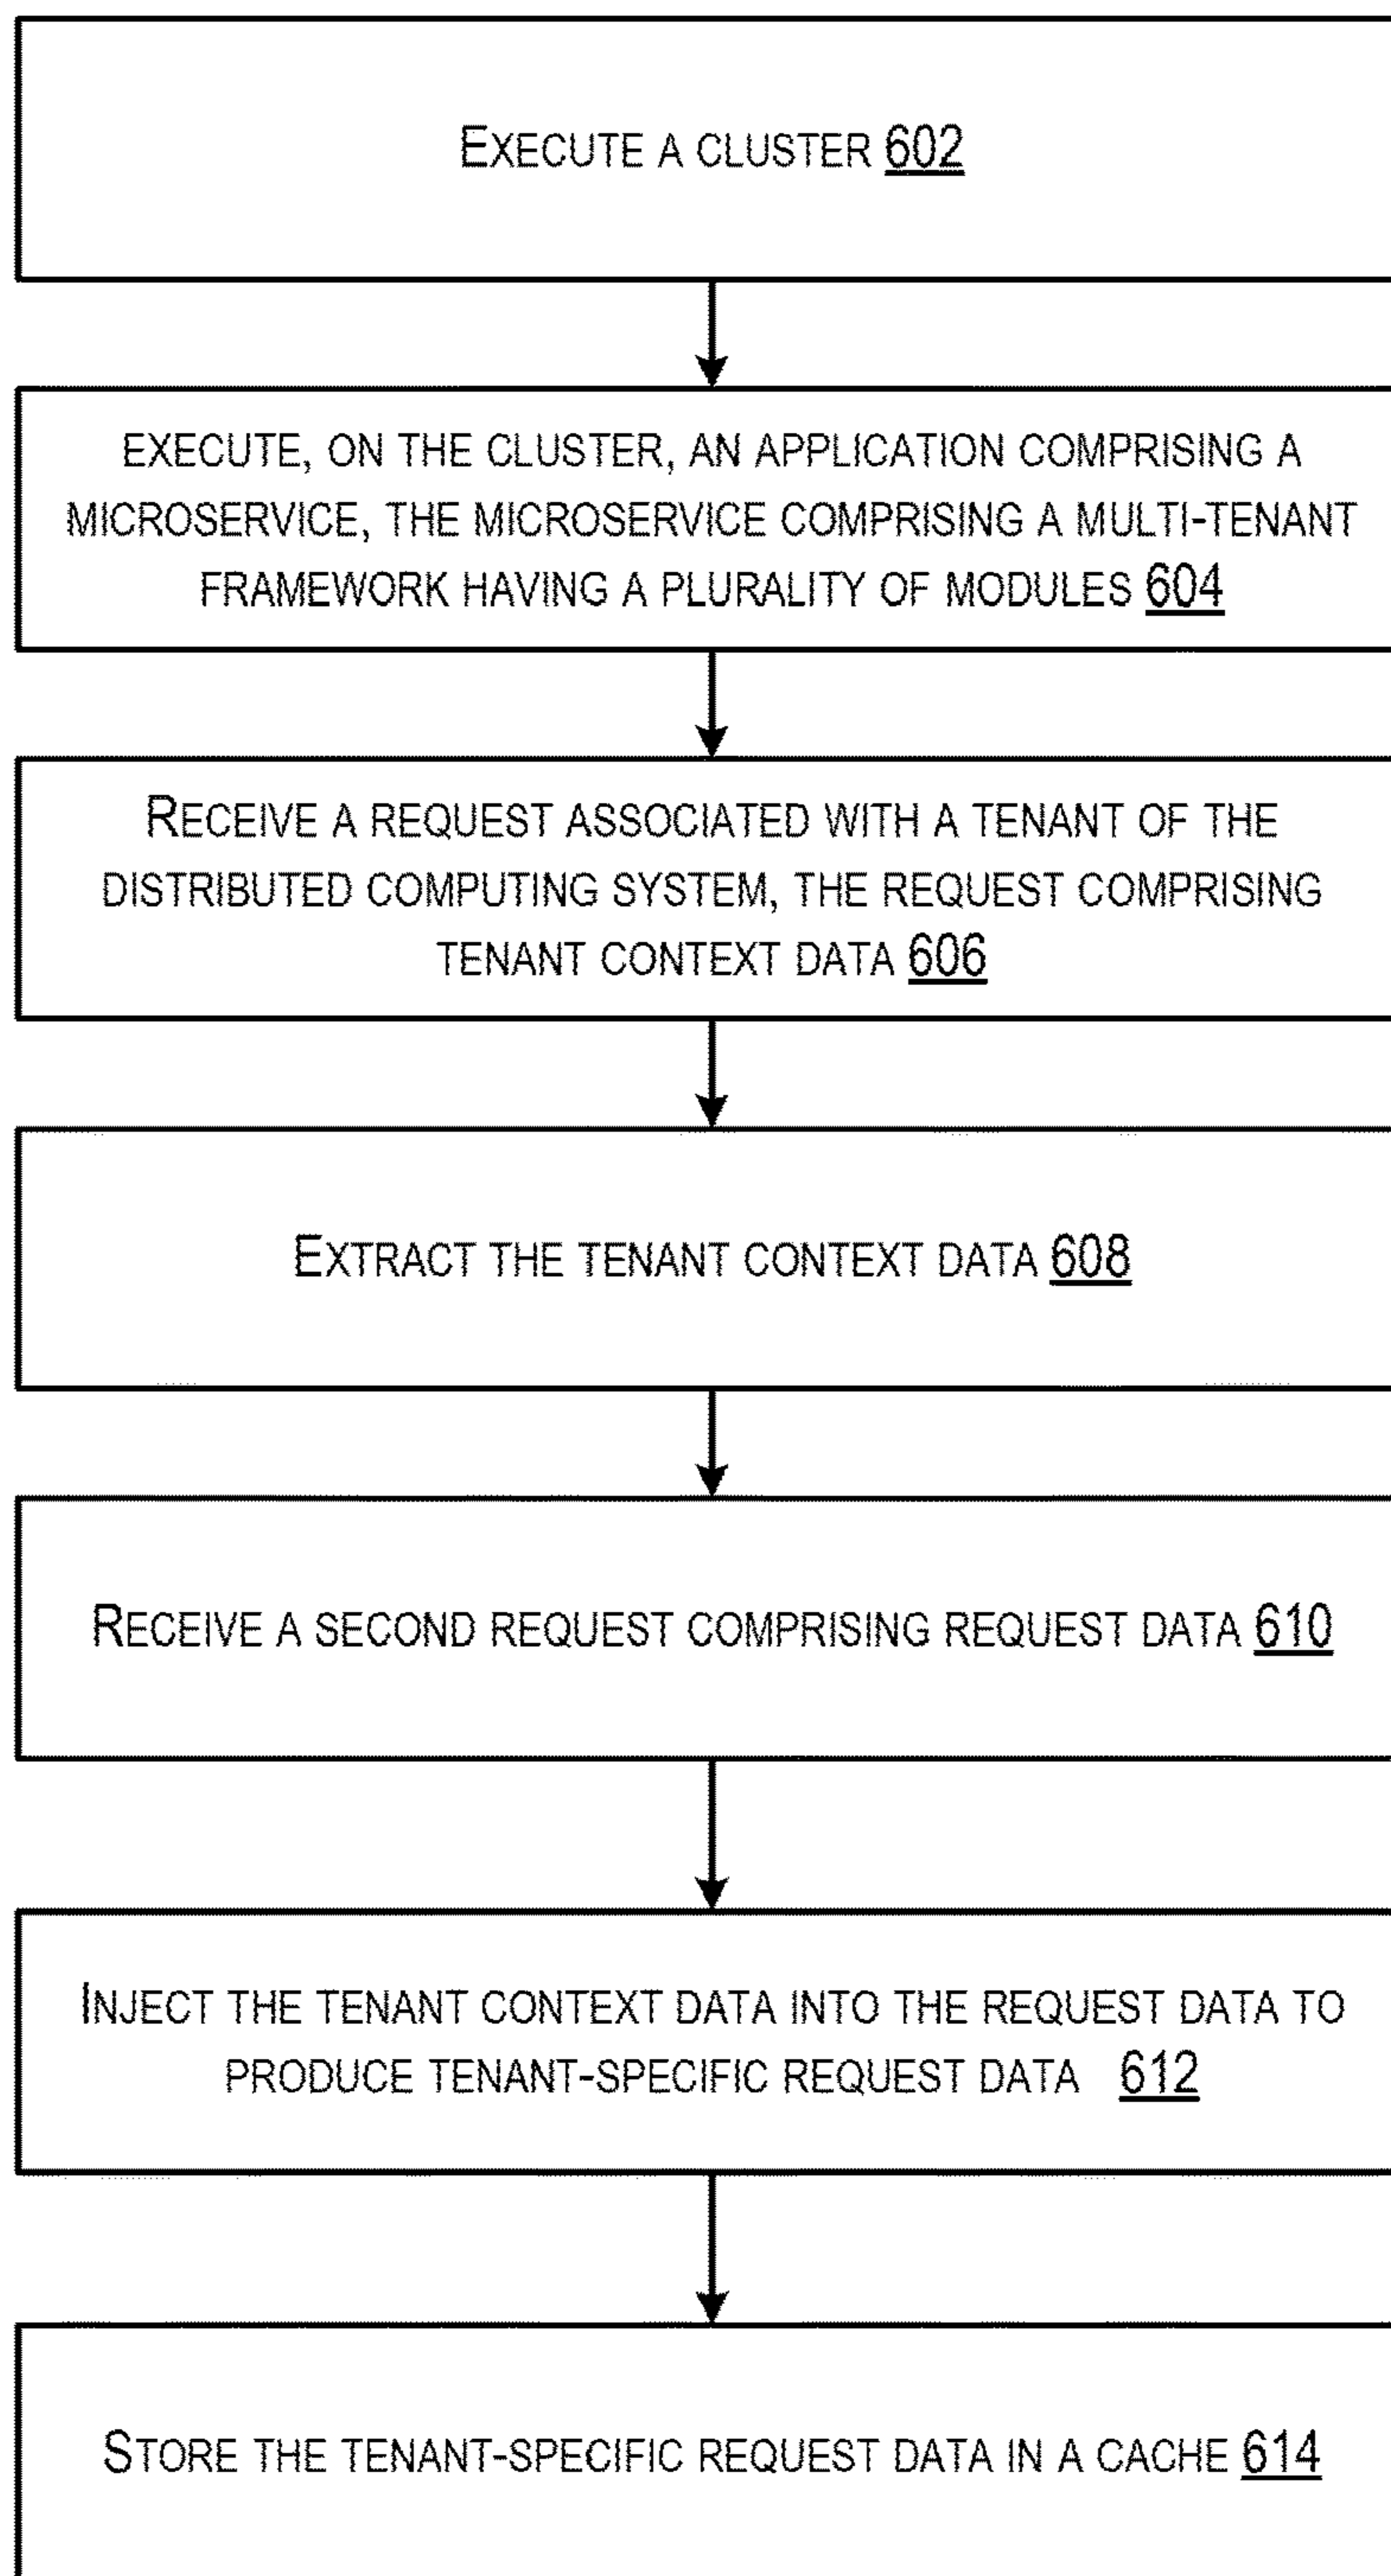 EXECUTE A CLUSTER 602
EXECUTE, ON THE CLUSTER, AN APPLICATION COMPRISING A
MICROSERVICE, THE MICROSERVICE COMPRISING A MULTI-TENANT
FRAMEWORK HAVING A PLURALITY OF MODULES 604
RECEIVE A REQUEST ASSOCIATED WITH A TENANT OF THE
DISTRIBUTED COMPUTING SYSTEM, THE REQUEST COMPRISING
TENANT CONTEXT DATA 606
EXTRACT THE TENANT CONTEXT DATA 608
RECEIVE A SECOND REQUEST COMPRISING REQUEST DATA 610
INJECT THE TENANT CONTEXT DATA INTO THE REQUEST DATA TO
PRODUCE TENANT-SPECIFIC REQUEST DATA 612
STORE THE TENANT-SPECIFIC REQUEST DATA IN A CACHE 614